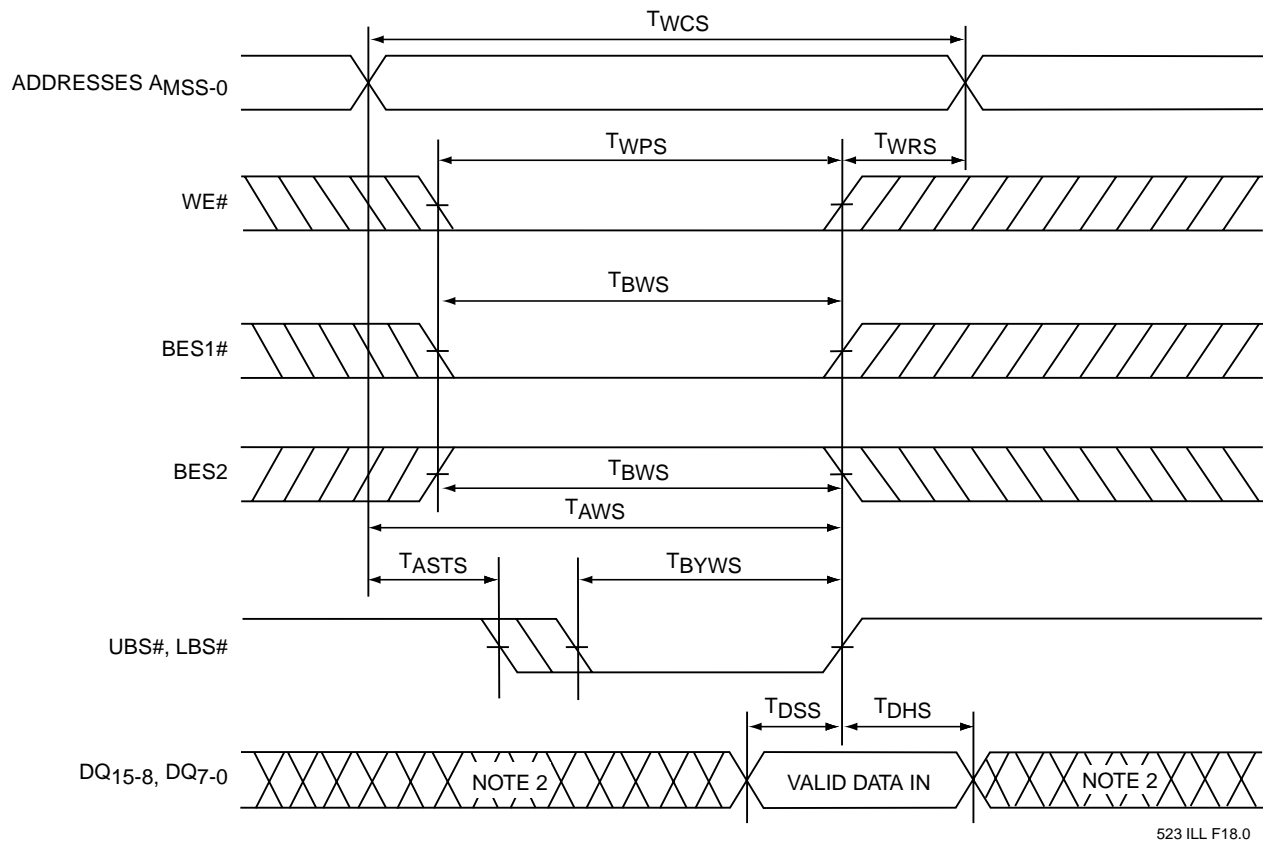 TWCS
ADDRESSES AMSS-0
TWPS
TWRS
WE#
TBWS
BES1#
BES2
TBWS
TAWS
TASTS
TBYWS
UBS#, LBS#
TDSS
TDHS
DQ15-8, DQ7-0
NOTE 2
VALID DATA IN
NOTE 2
523 ILL F18.0